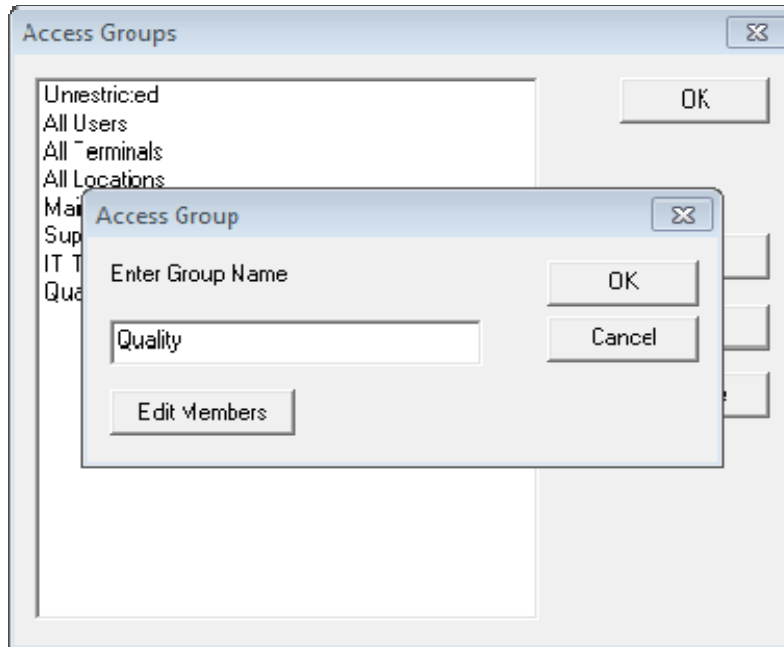 Access Groups
Unrestricted
All Users
All Terminals
All Locations
OK
Access Group
Enter Group Name
Quality
OK
Cancel
Edit Members